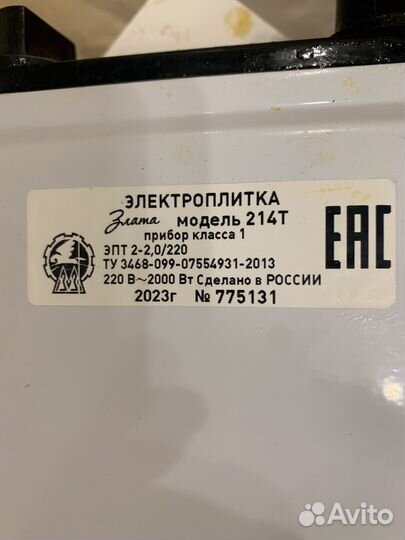 ЭЛЕКТРОПЛИТКА
Злата модель 214Т
прибор класса 1
ЭПТ 2-2,0/220
ТУ 3468-099-07554931-2013
220 В~2000 Вт Сделано в РОССИИ
2023г № 775131
EAC
Avito